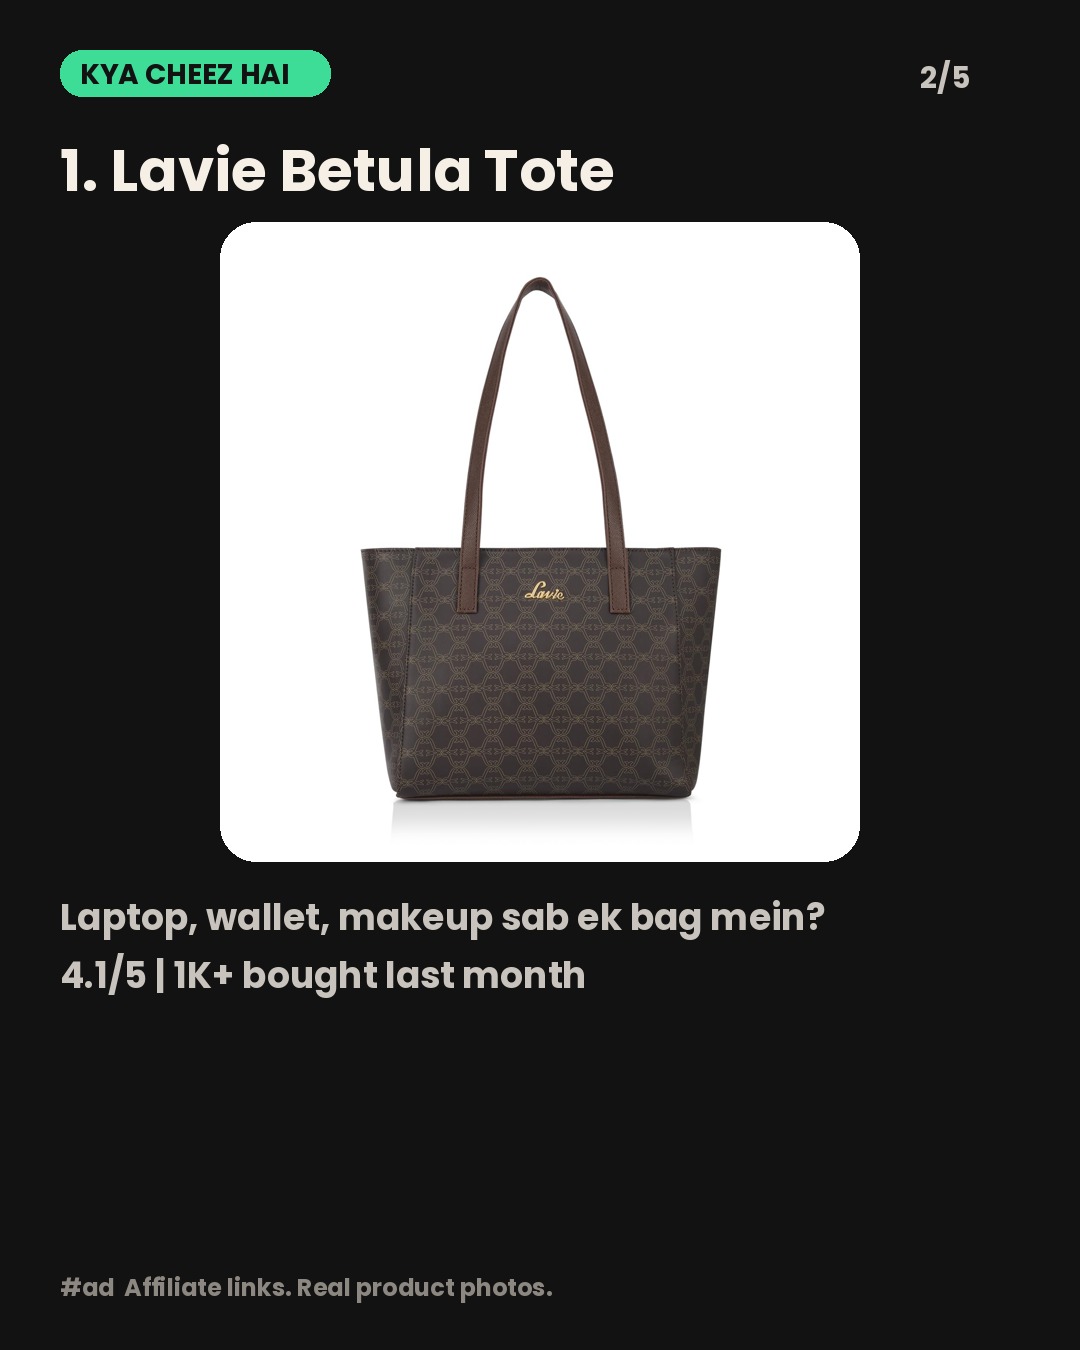 KYA CHEEZ HAI
2/5
1. Lavie Betula Tote
Lavie
Laptop, wallet, makeup sab ek bag mein?
4.1/5 | 1K+ bought last month
#ad Affiliate links. Real product photos.